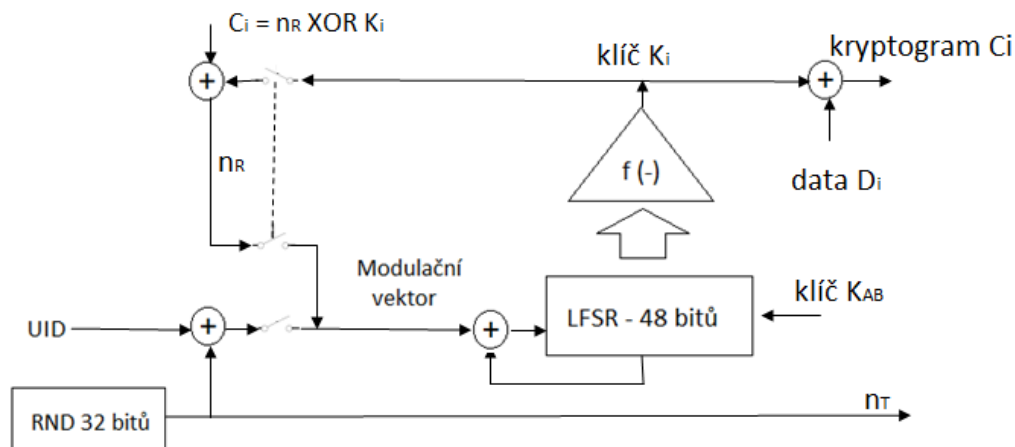 Ci = nR XOR Ki
klíč Ki
kryptogram Ci
nR
f (-)
data Di
Modulační
vektor
klíč KAB
LFSR - 48 bitů
UID
RND 32 bitů
nT